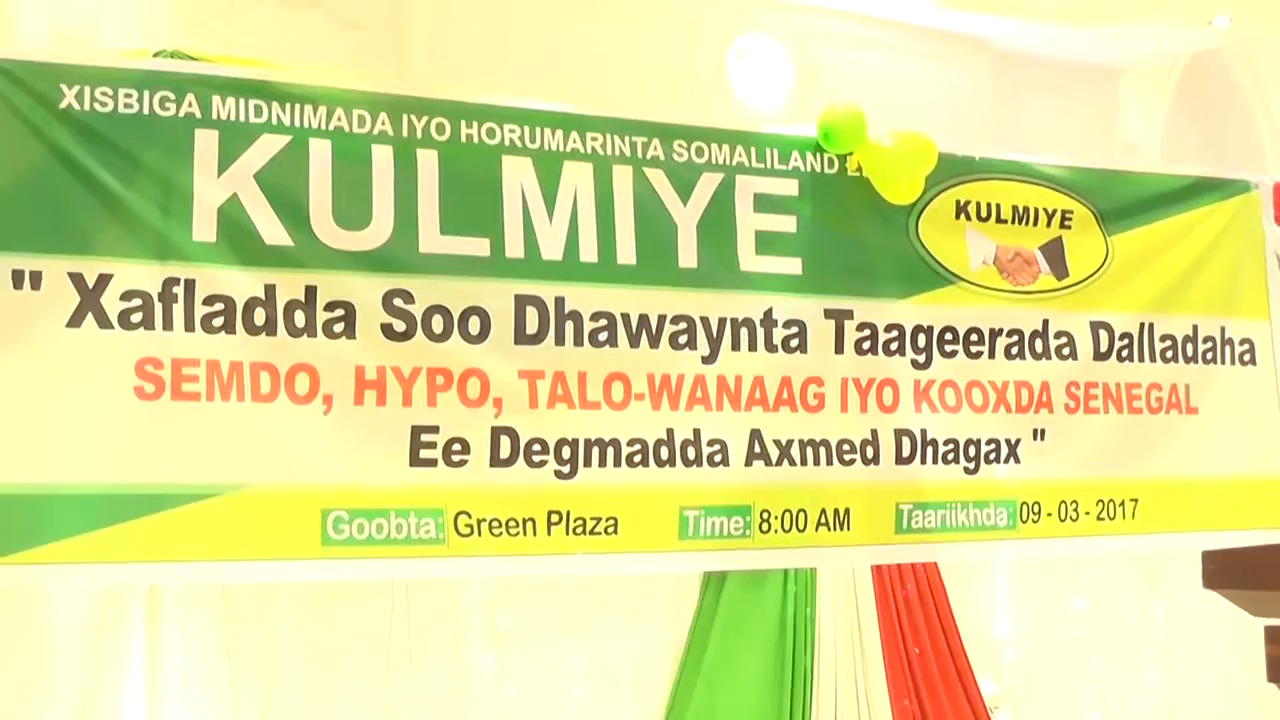 XISBIGA MIDNIMADA IYO HORUMARINTA SOMALILAND
KULMIYE
KULMIYE
" Xafladda Soo Dhawaynta Taageerada Dalladaha
SEMDO, HYPO, TALO-WANAAG IYO KOOXDA SENEGAL
Ee Degmadda Axmed Dhagax "
Goobta: Green Plaza Time: 8:00 AM Taariikhda: 09 - 03 - 2017